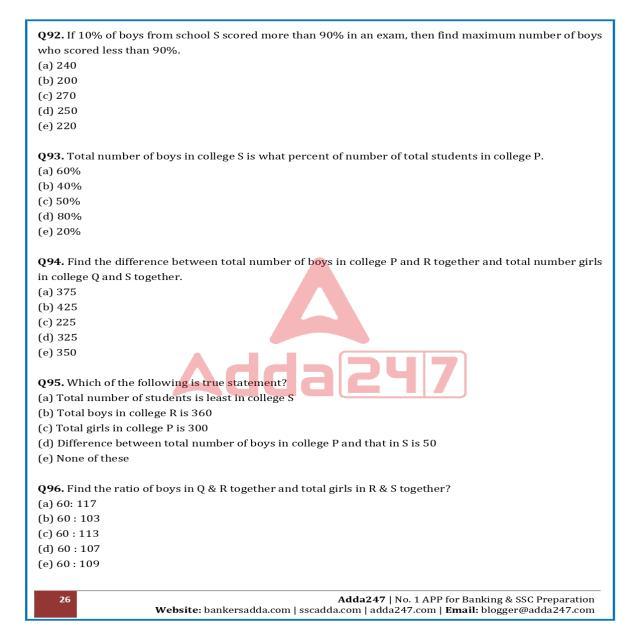 Q92. If 10% of boys from school S scored more than 90% in an exam, then find maximum number of boys
who scored less than 90%.
(a) 240
(b) 200
(c) 270
(d) 250
(e) 220
Q93. Total number of boys in college S is what percent of number of total students in college P.
(a) 60%
(b) 40%
(c) 50%
(d) 80%
(e) 20%
Q94. Find the difference between total number of boys in college P and R together and total number girls
in college Q and S together.
(a) 375
(b) 425
(c) 225
(d) 325
(e) 350
Adda247
Q95. Which of the following is true statement?
(a) Total number of students is least in college S
(b) Total boys in college R is 360
(c) Total girls in college P is 300
(d) Difference between total number of boys in college P and that in S is 50
(e) None of these
Q96. Find the ratio of boys in Q & R together and total girls in R & S together?
(a) 60: 117
(b) 60 : 103
(c) 60 : 113
(d) 60 : 107
(e) 60 : 109
26
Adda247 | No. 1 APP for Banking & SSC Preparation
Website: bankersadda.com | sscadda.com | adda247.com | Email: blogger@adda247.com